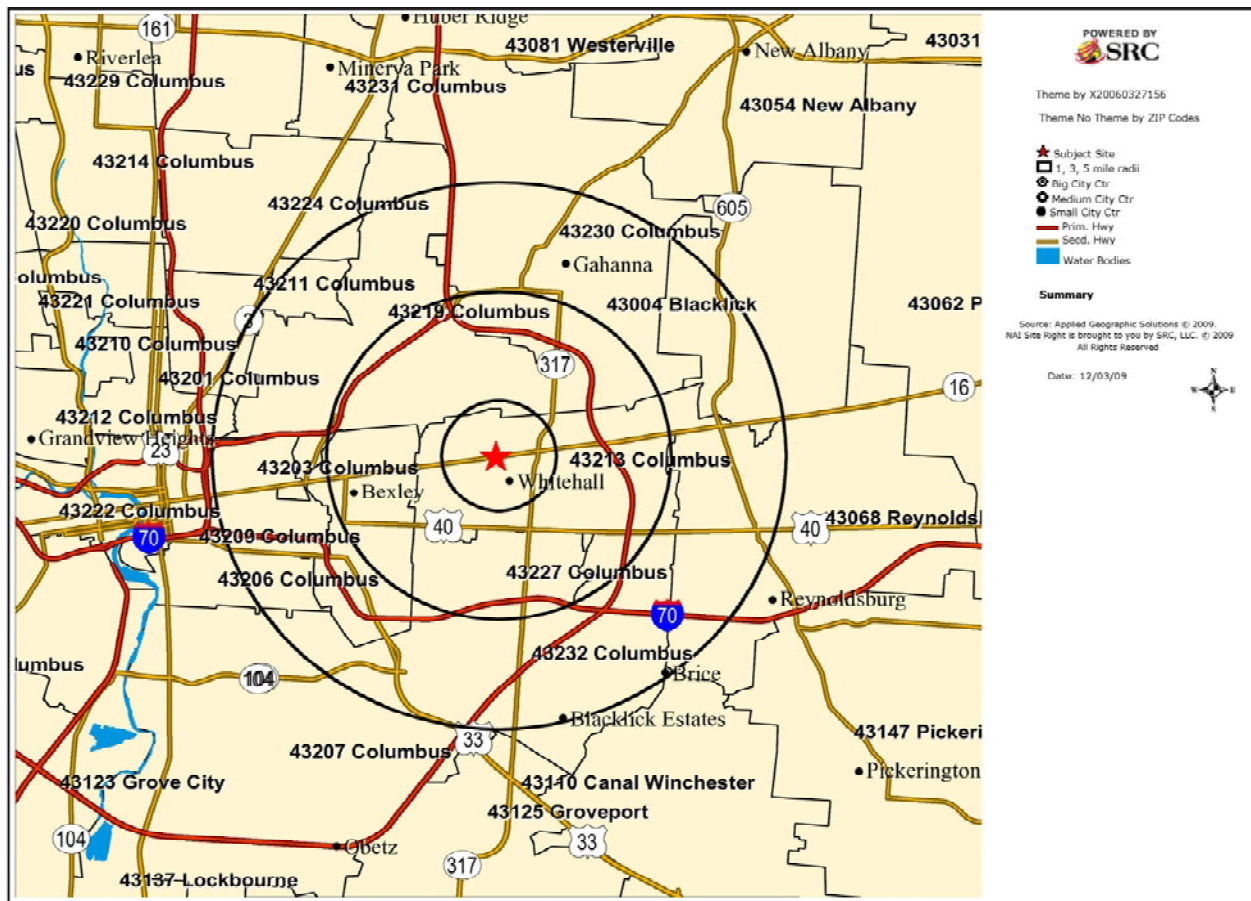 Huber Ridge
161
43081 Westerville
New Albany
43031
Riverlea
us
43229 Columbus
Minerva Park
43231 Columbus
43054 New Albany
43214 Columbus
43224 Columbus
605
43220 Columbus
43230 Columbus
Gahanna
olumbus
43211 Columbus
43221 Columbus
43219 Columbus
43004 Blacklick
43062 P
3
43210 Columbus
317
43201 Columbus
16
43212 Columbus
Grandview Heights
23
43203 Columbus
43213 Columbus
Whitehall
Bexley
43222 Columbus
40
40
43068 Reynolds
70
43209 Columbus
43206 Columbus
43227 Columbus
Reynoldsburg
70
43232 Columbus
lumbus
104
Brice
Blacklick Estates
43207 Columbus
33
43147 Pickeri
Pickerington
43123 Grove City
43110 Canal Winchester
43125 Groveport
104
33
Obetz
317
43137 Lockbourne
POWERED BY
SRC
Theme by X20060327156
Theme No Theme by ZIP Codes
Subject Site
1, 3, 5 mile radii
Big City Ctr
Medium City Ctr
Small City Ctr
Prim. Hwy
Secd. Hwy
Water Bodies
Summary
Source: Applied Geographic Solutions © 2009.
NAI Site Right is brought to you by SRC, LLC. © 2009
All Rights Reserved
Date: 12/03/09
N
W E
S